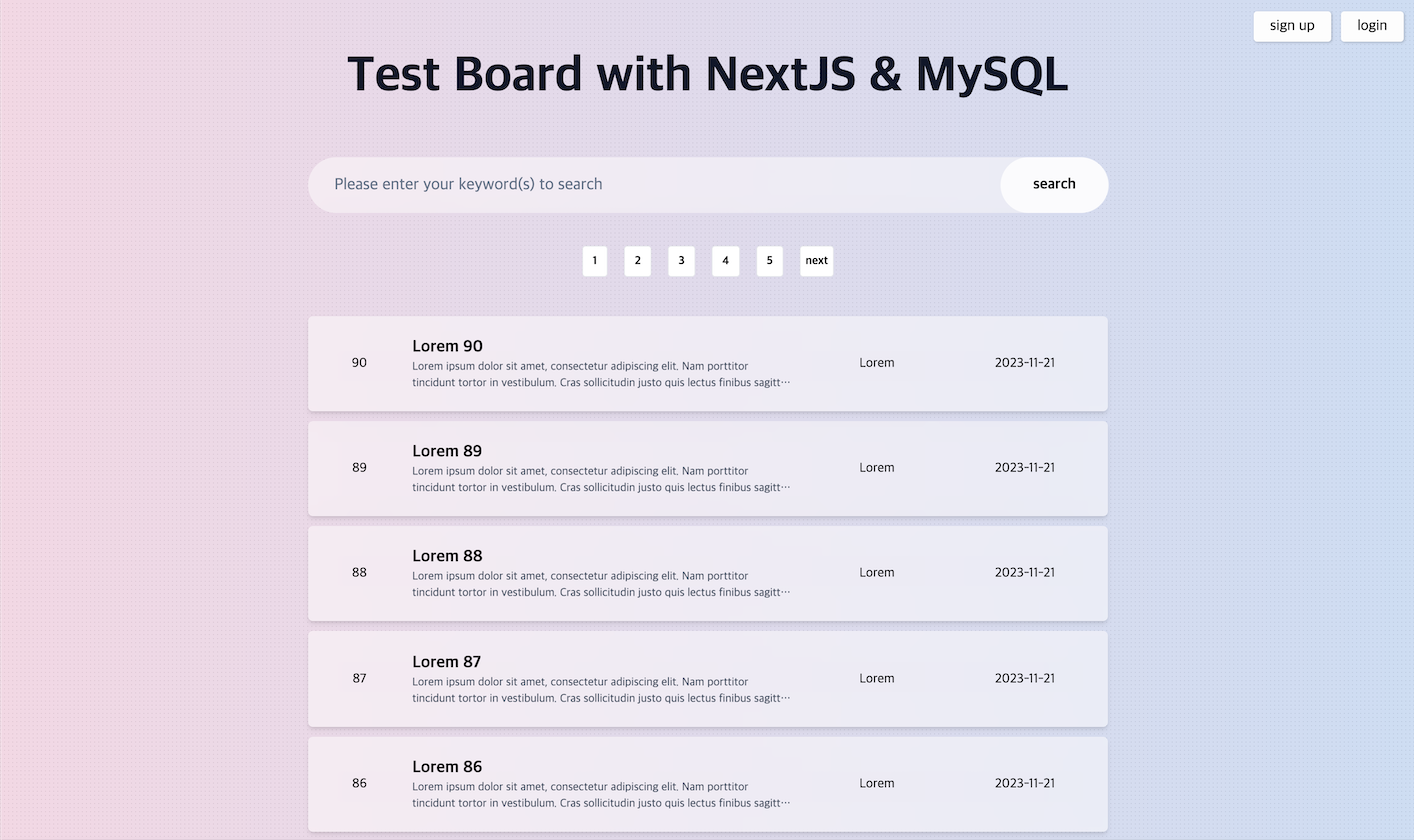 sign up login
Test Board with NextJS & MySQL
Please enter your keyword(s) to search search
1 2 3 4 5 next
Lorem 90
90 Lorem ipsum dolor sit amet, consectetur adipiscing elit. Nam porttitor Lorem 2023-11-21
tincidunt tortor in vestibulum. Cras sollicitudin justo quis lectus finibus sagitt…
Lorem 89
89 Lorem ipsum dolor sit amet, consectetur adipiscing elit. Nam porttitor Lorem 2023-11-21
tincidunt tortor in vestibulum. Cras sollicitudin justo quis lectus finibus sagitt…
Lorem 88
88 Lorem ipsum dolor sit amet, consectetur adipiscing elit. Nam porttitor Lorem 2023-11-21
tincidunt tortor in vestibulum. Cras sollicitudin justo quis lectus finibus sagitt…
Lorem 87
87 Lorem ipsum dolor sit amet, consectetur adipiscing elit. Nam porttitor Lorem 2023-11-21
tincidunt tortor in vestibulum. Cras sollicitudin justo quis lectus finibus sagitt…
Lorem 86
86 Lorem ipsum dolor sit amet, consectetur adipiscing elit. Nam porttitor Lorem 2023-11-21
tincidunt tortor in vestibulum. Cras sollicitudin justo quis lectus finibus sagitt…